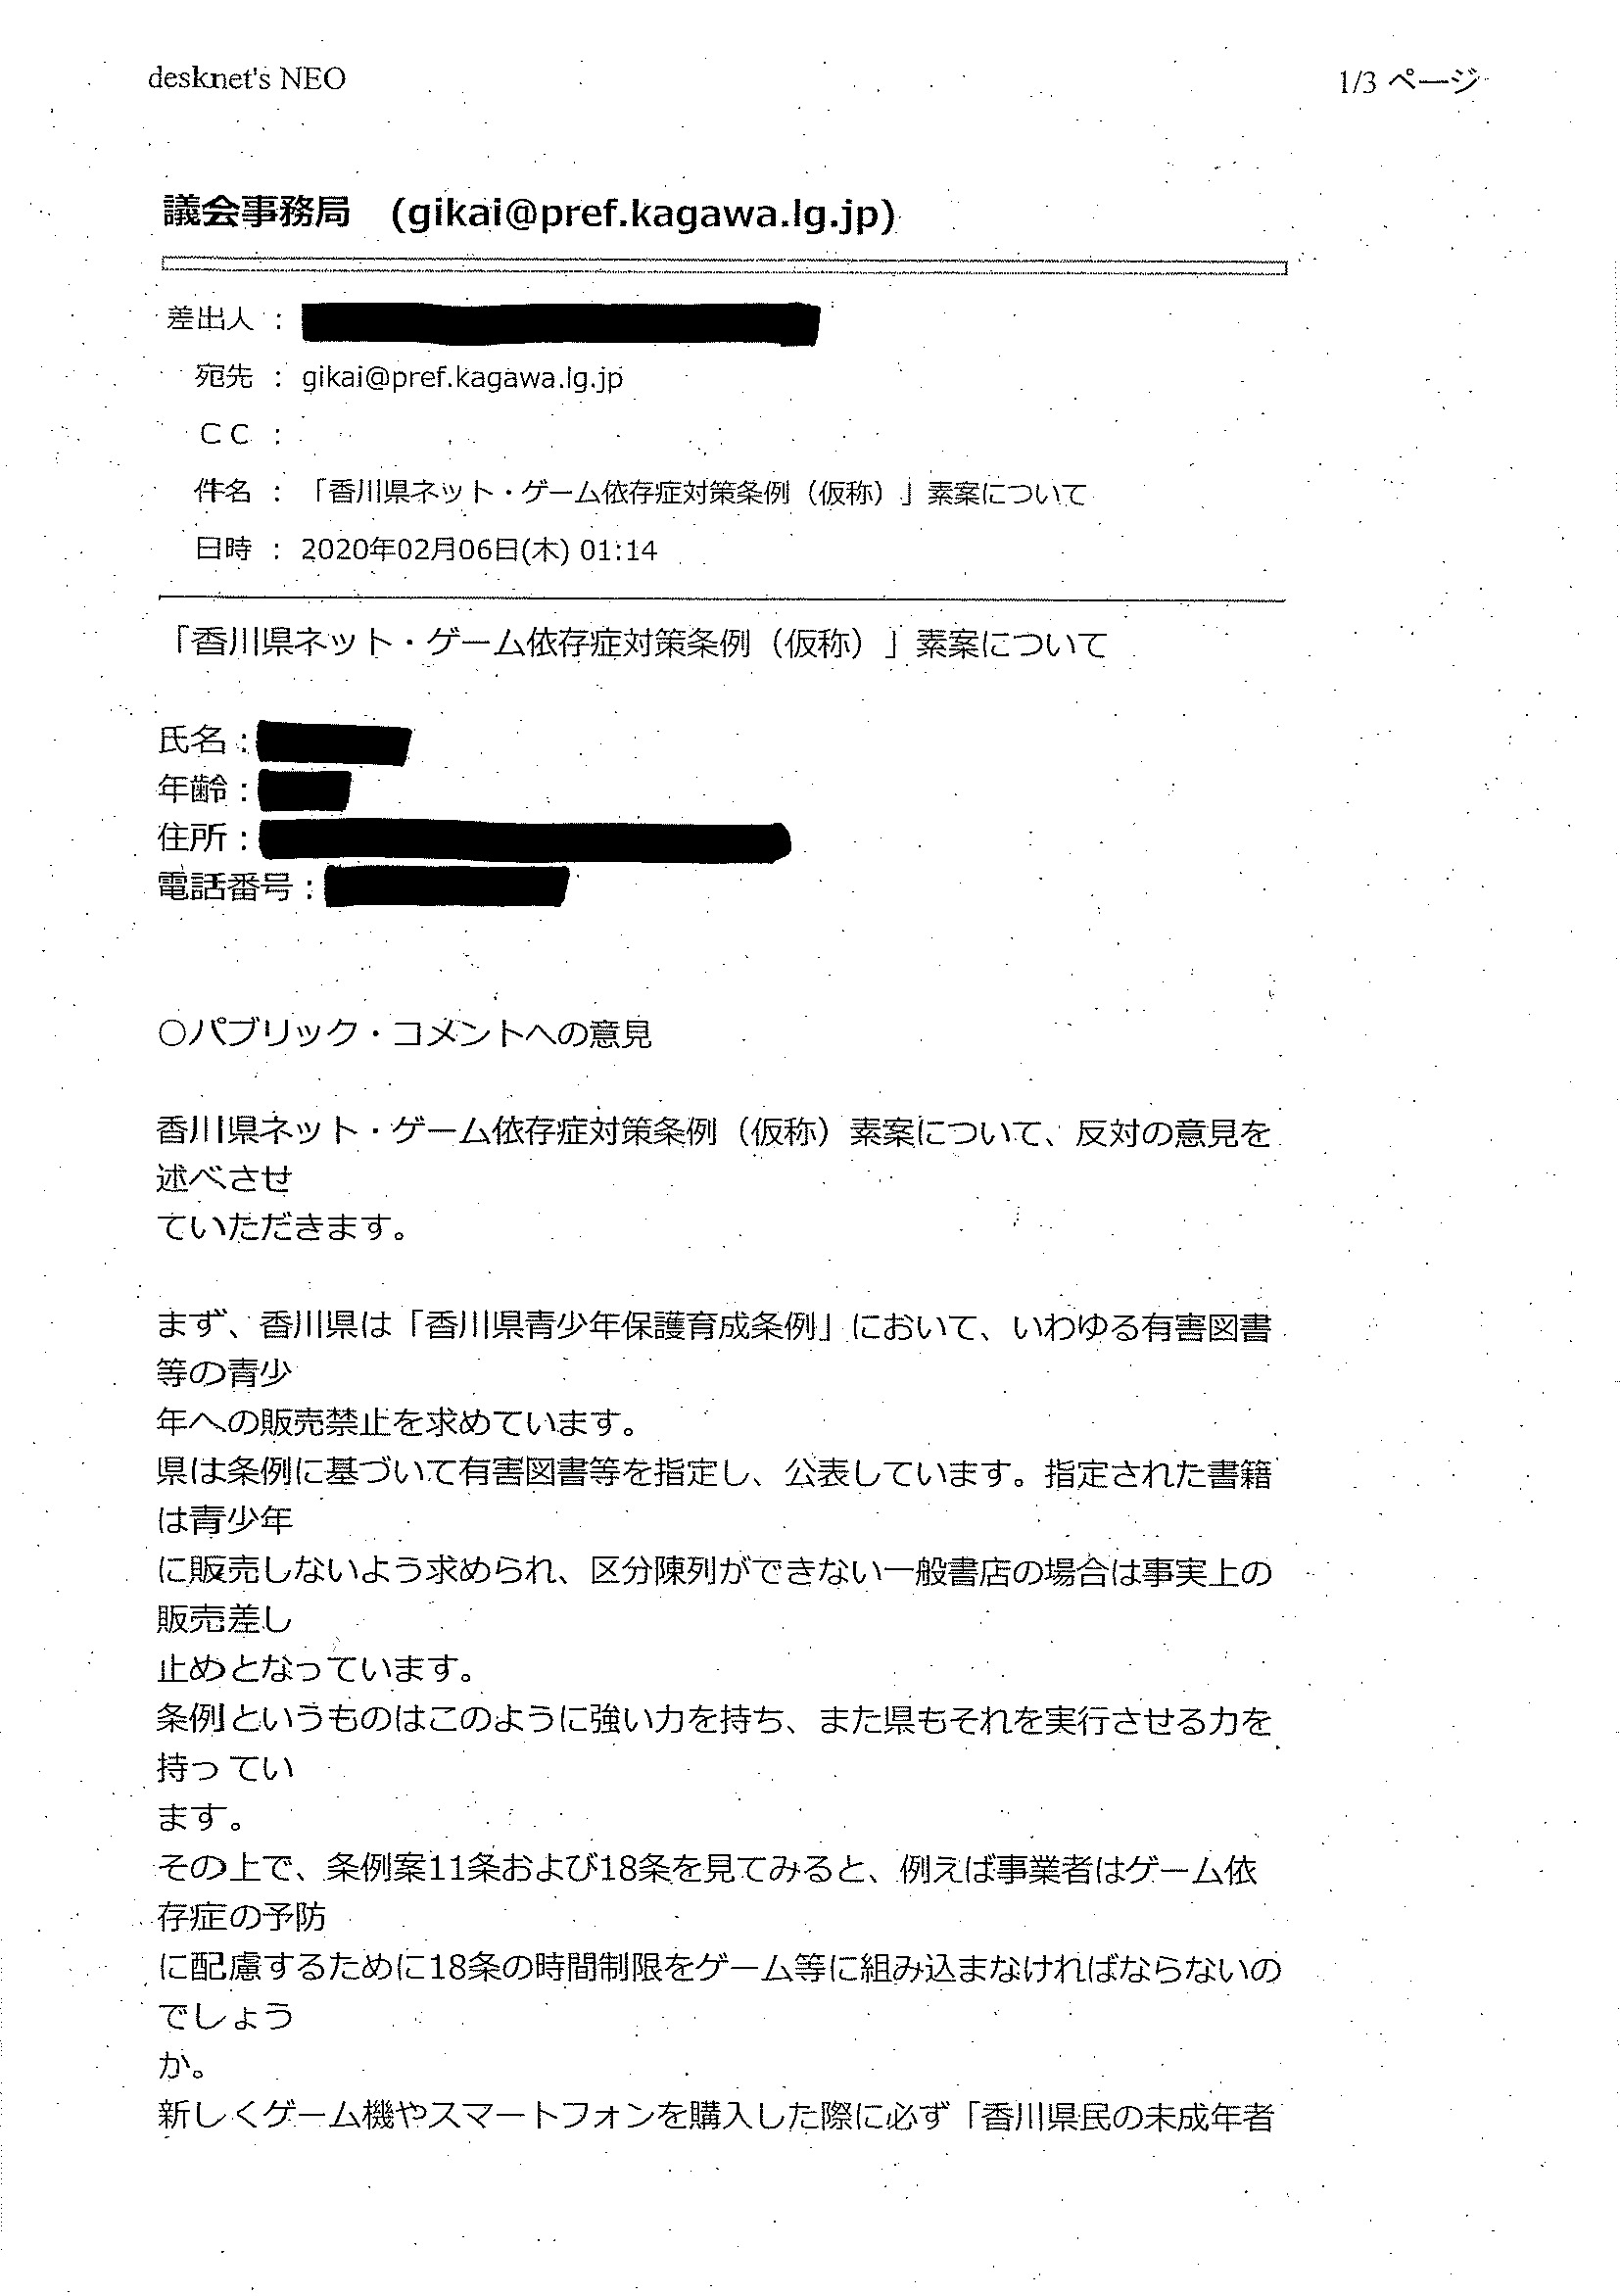 desknet's NEO
1/3 ページ
議会事務局 (gikai@pref.kagawa.lg.jp)
差出人 :
宛先 : gikai@pref.kagawa.lg.jp
CC :
件名 : 「香川県ネット・ゲーム依存症対策条例（仮称）」素案について
日時 : 2020年02月06日(木) 01:14
「香川県ネット・ゲーム依存症対策条例（仮称）」素案について
氏名：
年齢：
住所：
電話番号：
○パブリック・コメントへの意見
香川県ネット・ゲーム依存症対策条例（仮称）素案について、反対の意見を
述べさせ
ていただきます。
まず、香川県は「香川県青少年保護育成条例」において、いわゆる有害図書
等の青少
年への販売禁止を求めています。
県は条例に基づいて有害図書等を指定し、公表しています。指定された書籍
は青少年
に販売しないよう求められ、区分陳列ができない一般書店の場合は事実上の
販売差し
止めとなっています。
条例というものはこのように強い力を持ち、また県もそれを実行させる力を
持ってい
ます。
その上で、条例案11条および18条を見てみると、例えば事業者はゲーム依
存症の予防
に配慮するために18条の時間制限をゲーム等に組み込まなければならないの
でしょう
か。
新しくゲーム機やスマートフォンを購入した際に必ず「香川県民の未成年者